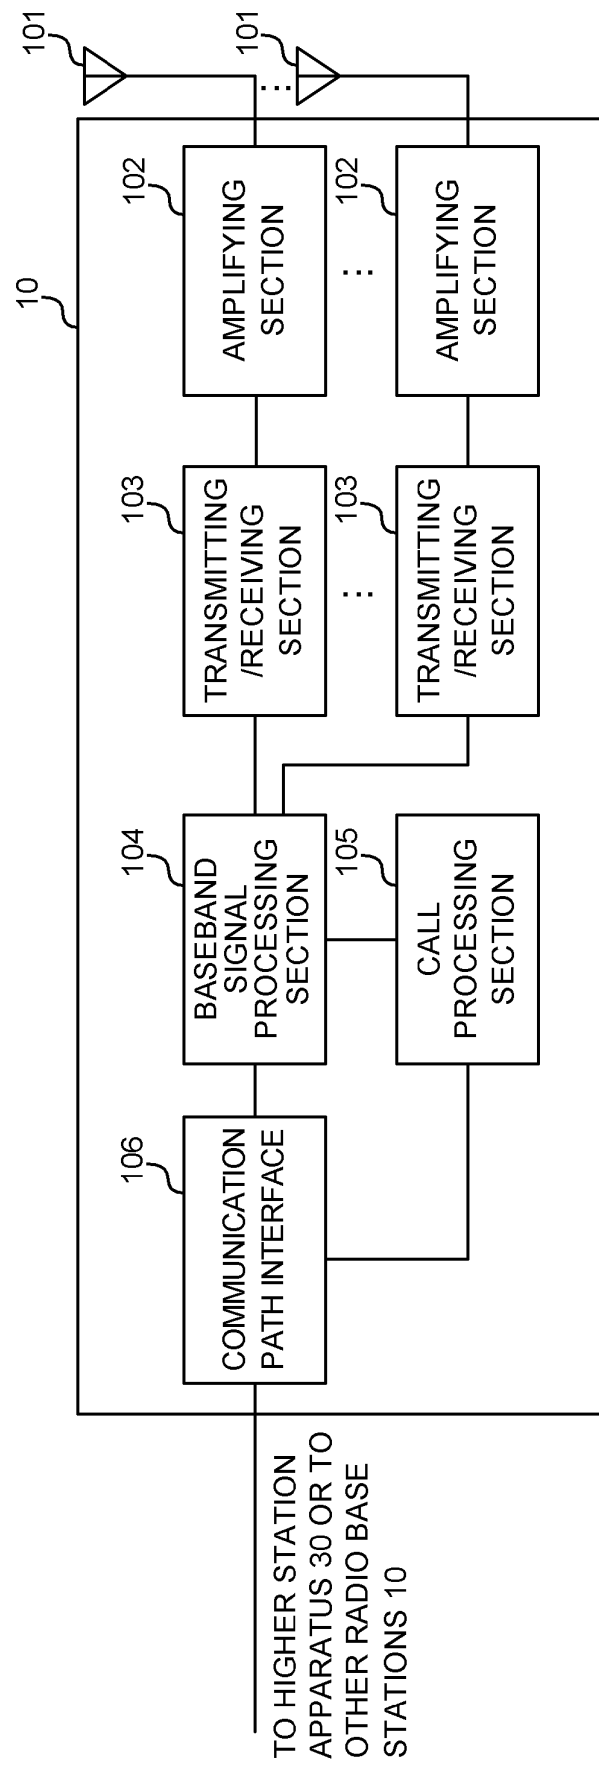 10
101
101
102
AMPLIFYING
SECTION
102
AMPLIFYING
SECTION
103
TRANSMITTING
/RECEIVING
SECTION
103
TRANSMITTING
/RECEIVING
SECTION
104
BASEBAND
SIGNAL
PROCESSING
SECTION
105
CALL
PROCESSING
SECTION
106
COMMUNICATION
PATH INTERFACE
TO HIGHER STATION
APPARATUS 30 OR TO
OTHER RADIO BASE
STATIONS 10